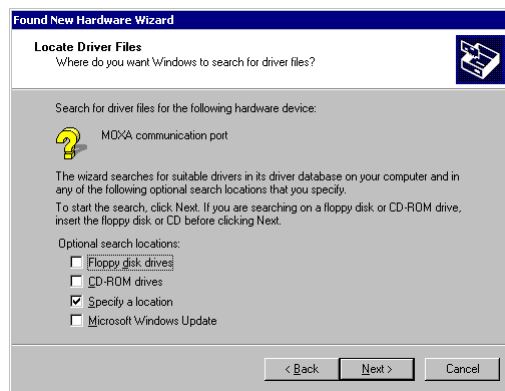 Found New Hardware Wizard
Locate Driver Files
Where do you want Windows to search for driver files?
Search for driver files for the following hardware device:
MOXA communication port
The wizard searches for suitable drivers in its driver database on your computer and in
any of the following optional search locations that you specify.
To start the search, click Next. If you are searching on a floppy disk or CD-ROM drive,
insert the floppy disk or CD before clicking Next.
Optional search locations:
Floppy disk drives
CD-ROM drives
Specify a location
Microsoft Windows Update
< Back
Next >
Cancel